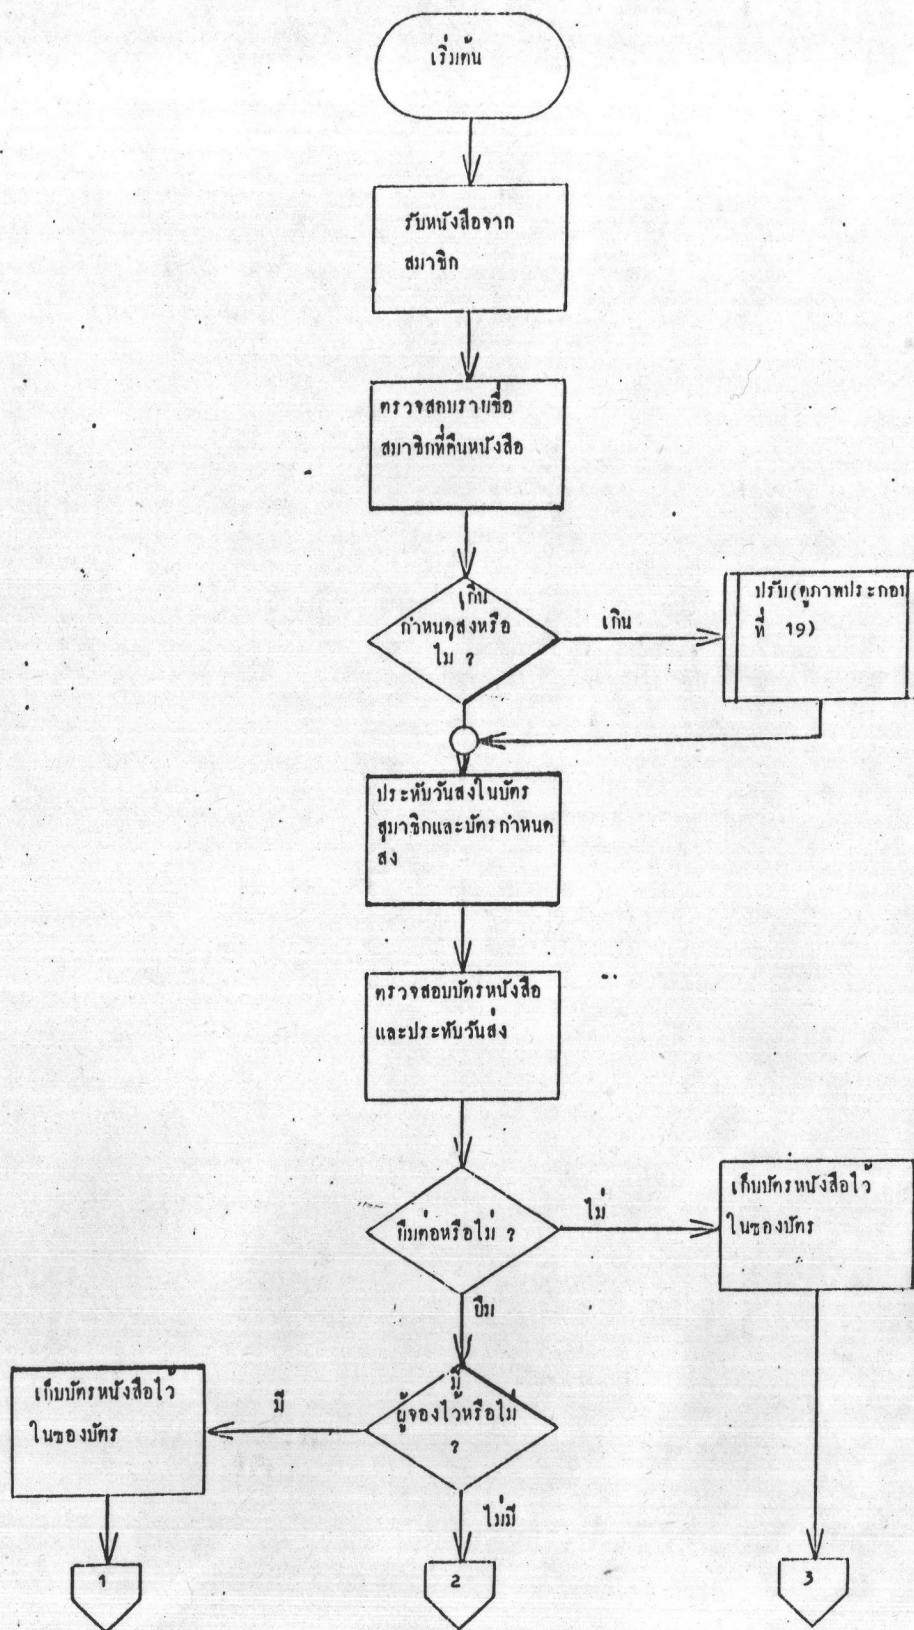 เริ่มต้น
รับหนังสือจาก
สมาชิก
ตรวจสอบรายชื่อ
สมาชิกที่คืนหนังสือ
เกิน
กำหนดส่งหรือ
ไม่ ?
เกิน
ปรับ(ดูภาพประกอบ
ที่ 19)
ประทับวันส่งในบัตร
สมาชิกและบัตรกำหนด
ส่ง
ตรวจสอบบัตรหนังสือ
และประทับวันส่ง
ยืมต่อหรือไม่ ?
ไม่
เก็บบัตรหนังสือไว้
ในซองบัตร
ยืม
มี
ผู้จองไว้หรือไม่
?
มี
เก็บบัตรหนังสือไว้
ในซองบัตร
ไม่มี
1
2
3